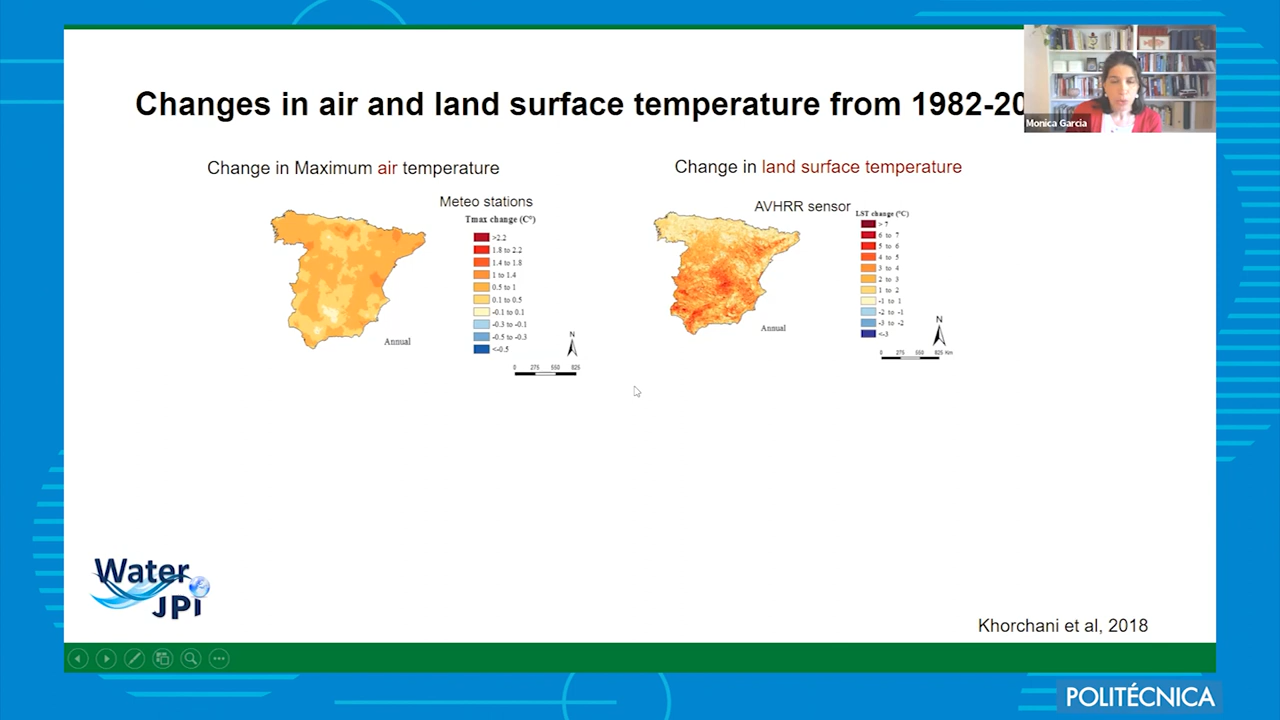 Changes in air and land surface temperature from 1982-20
Monica Garcia
Change in Maximum air temperature
Change in land surface temperature
Meteo stations
Tmax change (Cº)
>2.2
1.8 to 2.2
1.4 to 1.8
1 to 1.4
0.5 to 1
0.1 to 0.5
-0.1 to 0.1
-0.3 to -0.1
-0.5 to -0.3
<-0.5
Annual
N
0 275 550 825
AVHRR sensor
LST change (ºC)
> 7
6 to 7
5 to 6
4 to 5
3 to 4
2 to 3
1 to 2
-1 to 1
-2 to -1
-3 to -2
<-3
Annual
N
0 275 550 825 Km
Water
JPI
Khorchani et al, 2018
POLITÉCNICA